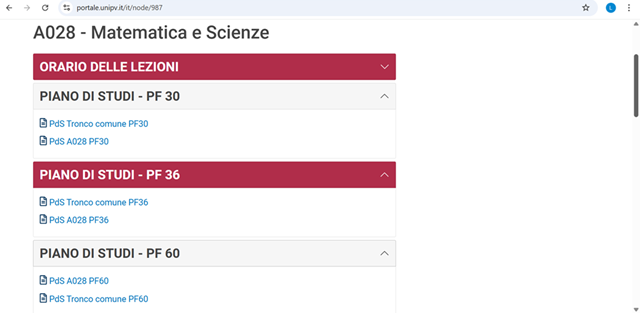 portale.unipv.it/it/node/987
L
A028 - Matematica e Scienze
ORARIO DELLE LEZIONI
PIANO DI STUDI - PF 30
PdS Tronco comune PF30
PdS A028 PF30
PIANO DI STUDI - PF 36
PdS Tronco comune PF36
PdS A028 PF36
PIANO DI STUDI - PF 60
PdS A028 PF60
PdS Tronco comune PF60